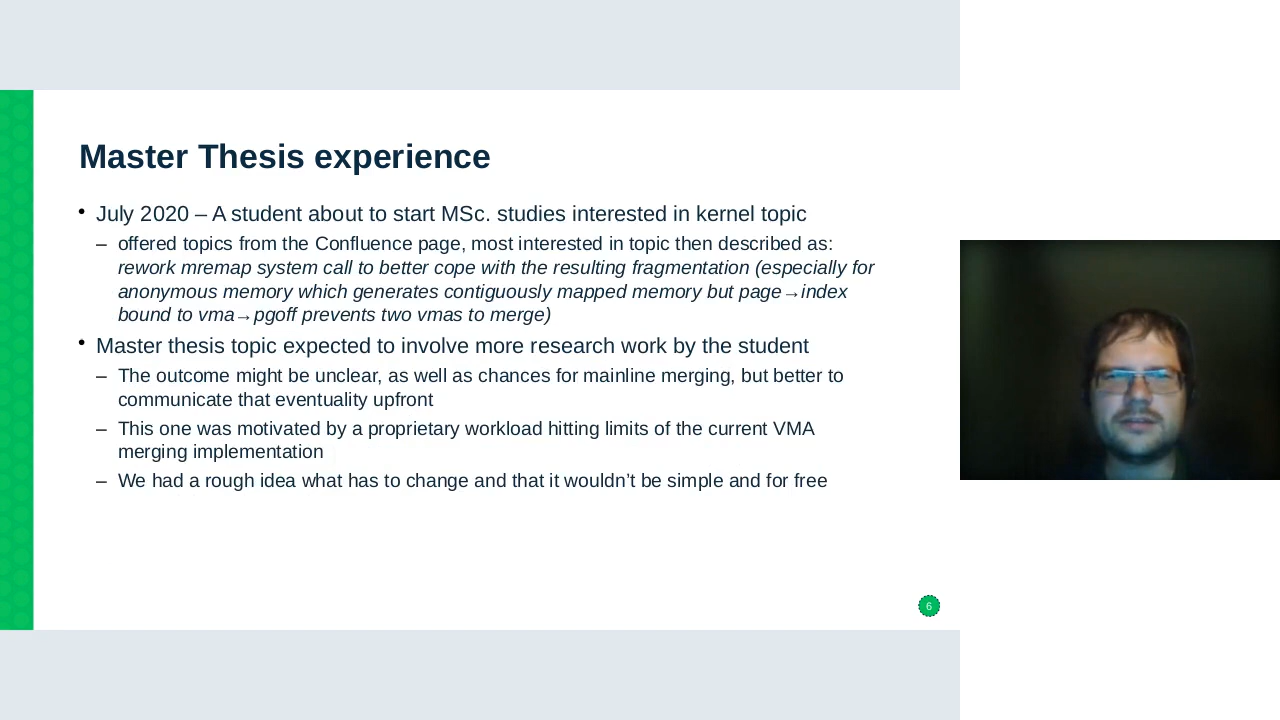 Master Thesis experience
• July 2020 – A student about to start MSc. studies interested in kernel topic
– offered topics from the Confluence page, most interested in topic then described as:
rework mremap system call to better cope with the resulting fragmentation (especially for
anonymous memory which generates contiguously mapped memory but page→index
bound to vma→pgoff prevents two vmas to merge)
• Master thesis topic expected to involve more research work by the student
– The outcome might be unclear, as well as chances for mainline merging, but better to
communicate that eventuality upfront
– This one was motivated by a proprietary workload hitting limits of the current VMA
merging implementation
– We had a rough idea what has to change and that it wouldn’t be simple and for free
6